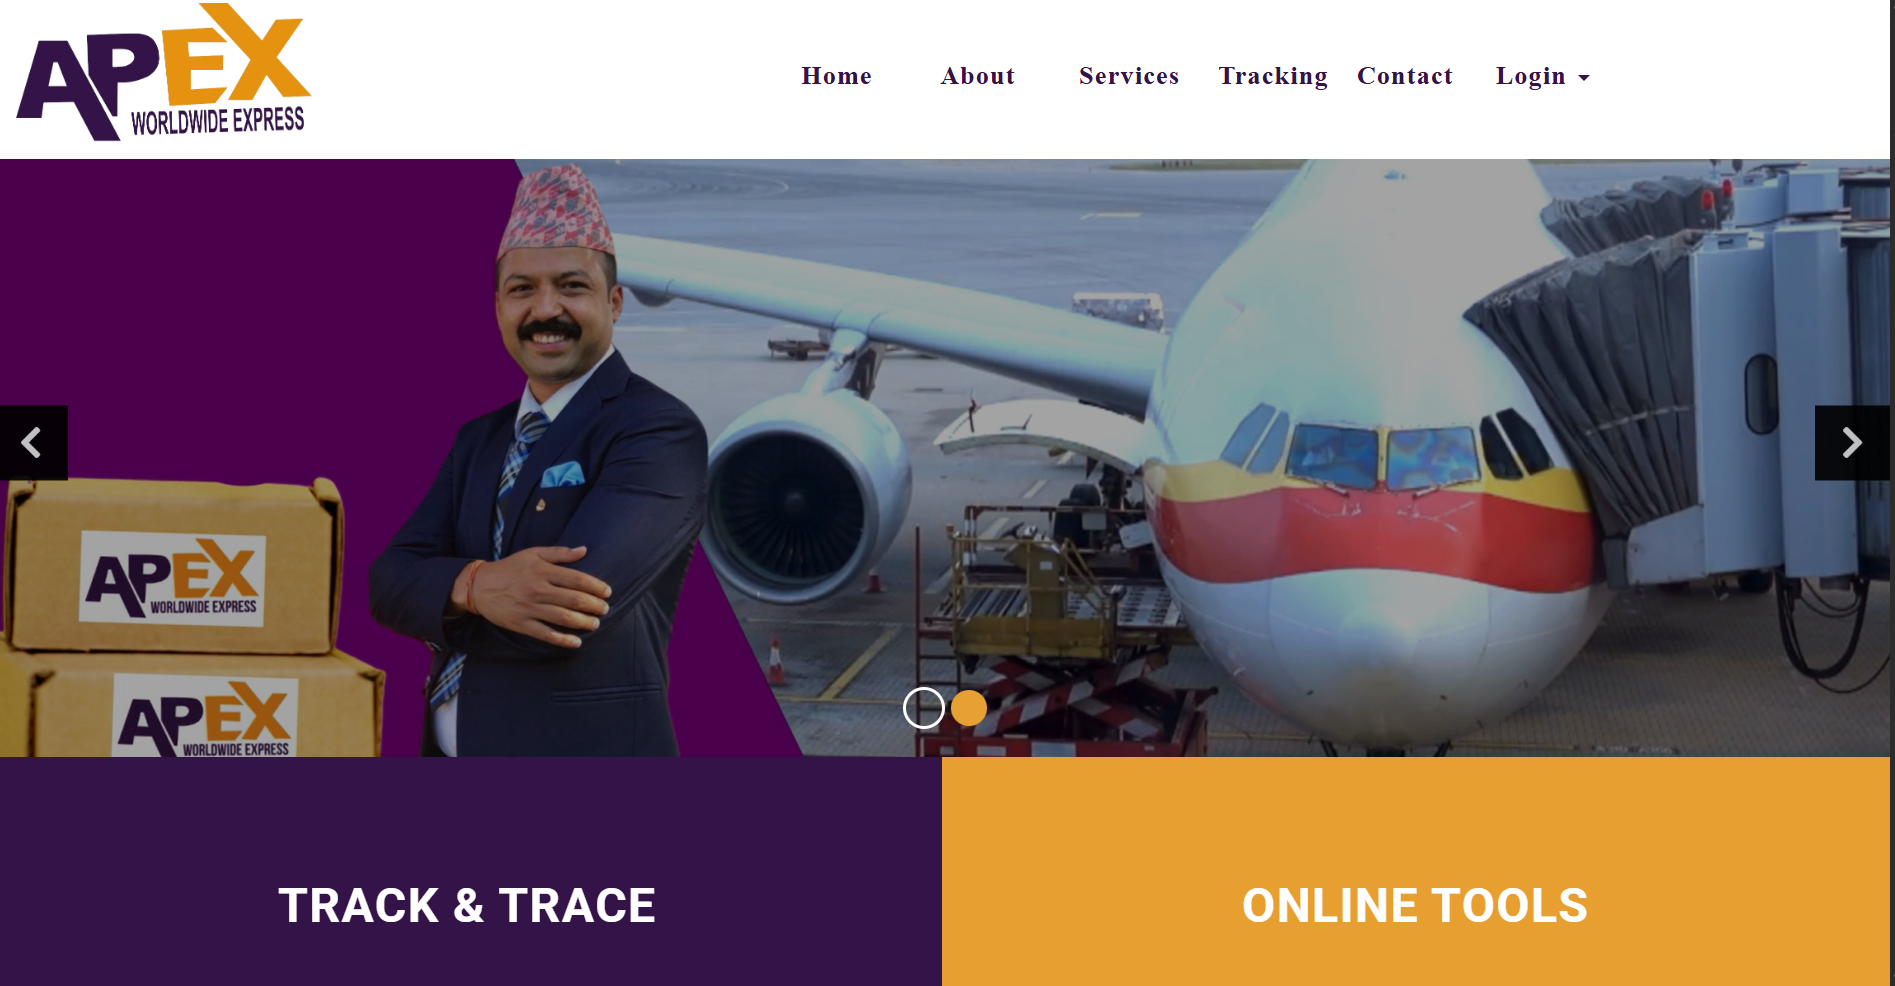 APEX
WORLDWIDE EXPRESS
Home About Services Tracking Contact Login
APEX
WORLDWIDE EXPRESS
APEX
WORLDWIDE EXPRESS
TRACK & TRACE
ONLINE TOOLS